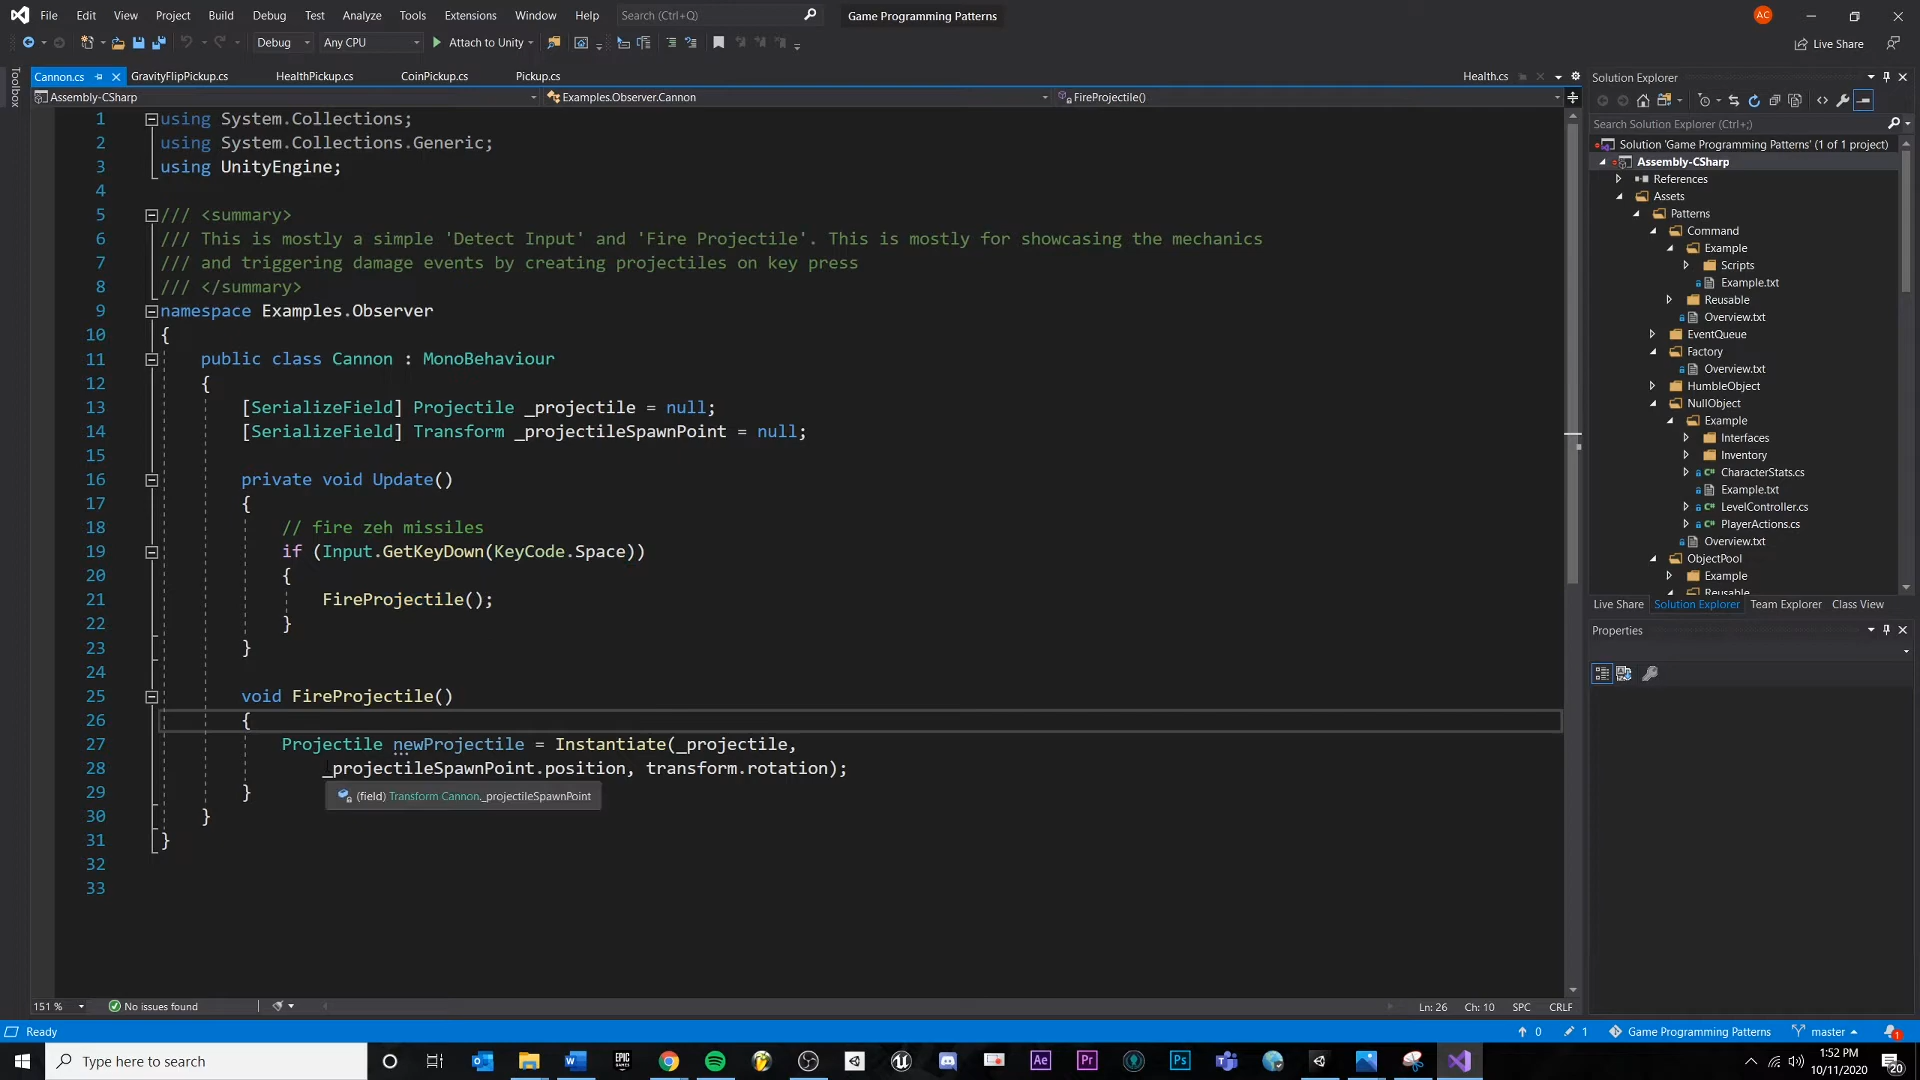 File Edit View Project Build Debug Test Analyze Tools Extensions Window Help Search (Ctrl+Q) Game Programming Patterns AC
Debug Any CPU Attach to Unity Live Share
Toolbox
Cannon.cs GravityFlipPickup.cs HealthPickup.cs CoinPickup.cs Pickup.cs Health.cs
Assembly-CSharp Examples.Observer.Cannon FireProjectile()
1 using System.Collections;
2 using System.Collections.Generic;
3 using UnityEngine;
4
5 /// <summary>
6 /// This is mostly a simple 'Detect Input' and 'Fire Projectile'. This is mostly for showcasing the mechanics
7 /// and triggering damage events by creating projectiles on key press
8 /// </summary>
9 namespace Examples.Observer
10 {
11 public class Cannon : MonoBehaviour
12 {
13 [SerializeField] Projectile _projectile = null;
14 [SerializeField] Transform _projectileSpawnPoint = null;
15
16 private void Update()
17 {
18 // fire zeh missiles
19 if (Input.GetKeyDown(KeyCode.Space))
20 {
21 FireProjectile();
22 }
23 }
24
25 void FireProjectile()
26 {
27 Projectile newProjectile = Instantiate(_projectile,
28 _projectileSpawnPoint.position, transform.rotation);
29 }
(field) Transform Cannon._projectileSpawnPoint
30 }
31 }
32
33
Solution Explorer
Search Solution Explorer (Ctrl+;)
Solution 'Game Programming Patterns' (1 of 1 project)
Assembly-CSharp
References
Assets
Patterns
Command
Example
Scripts
Example.txt
Reusable
Overview.txt
EventQueue
Factory
Overview.txt
HumbleObject
NullObject
Example
Interfaces
Inventory
CharacterStats.cs
Example.txt
LevelController.cs
PlayerActions.cs
Overview.txt
ObjectPool
Example
Reusable
Live Share Solution Explorer Team Explorer Class View
Properties
151 % No issues found Ln: 26 Ch: 10 SPC CRLF
Ready 0 1 Game Programming Patterns master 1
Type here to search EPIC GAMES Ae Pr Ps 1:52 PM
10/11/2020 20